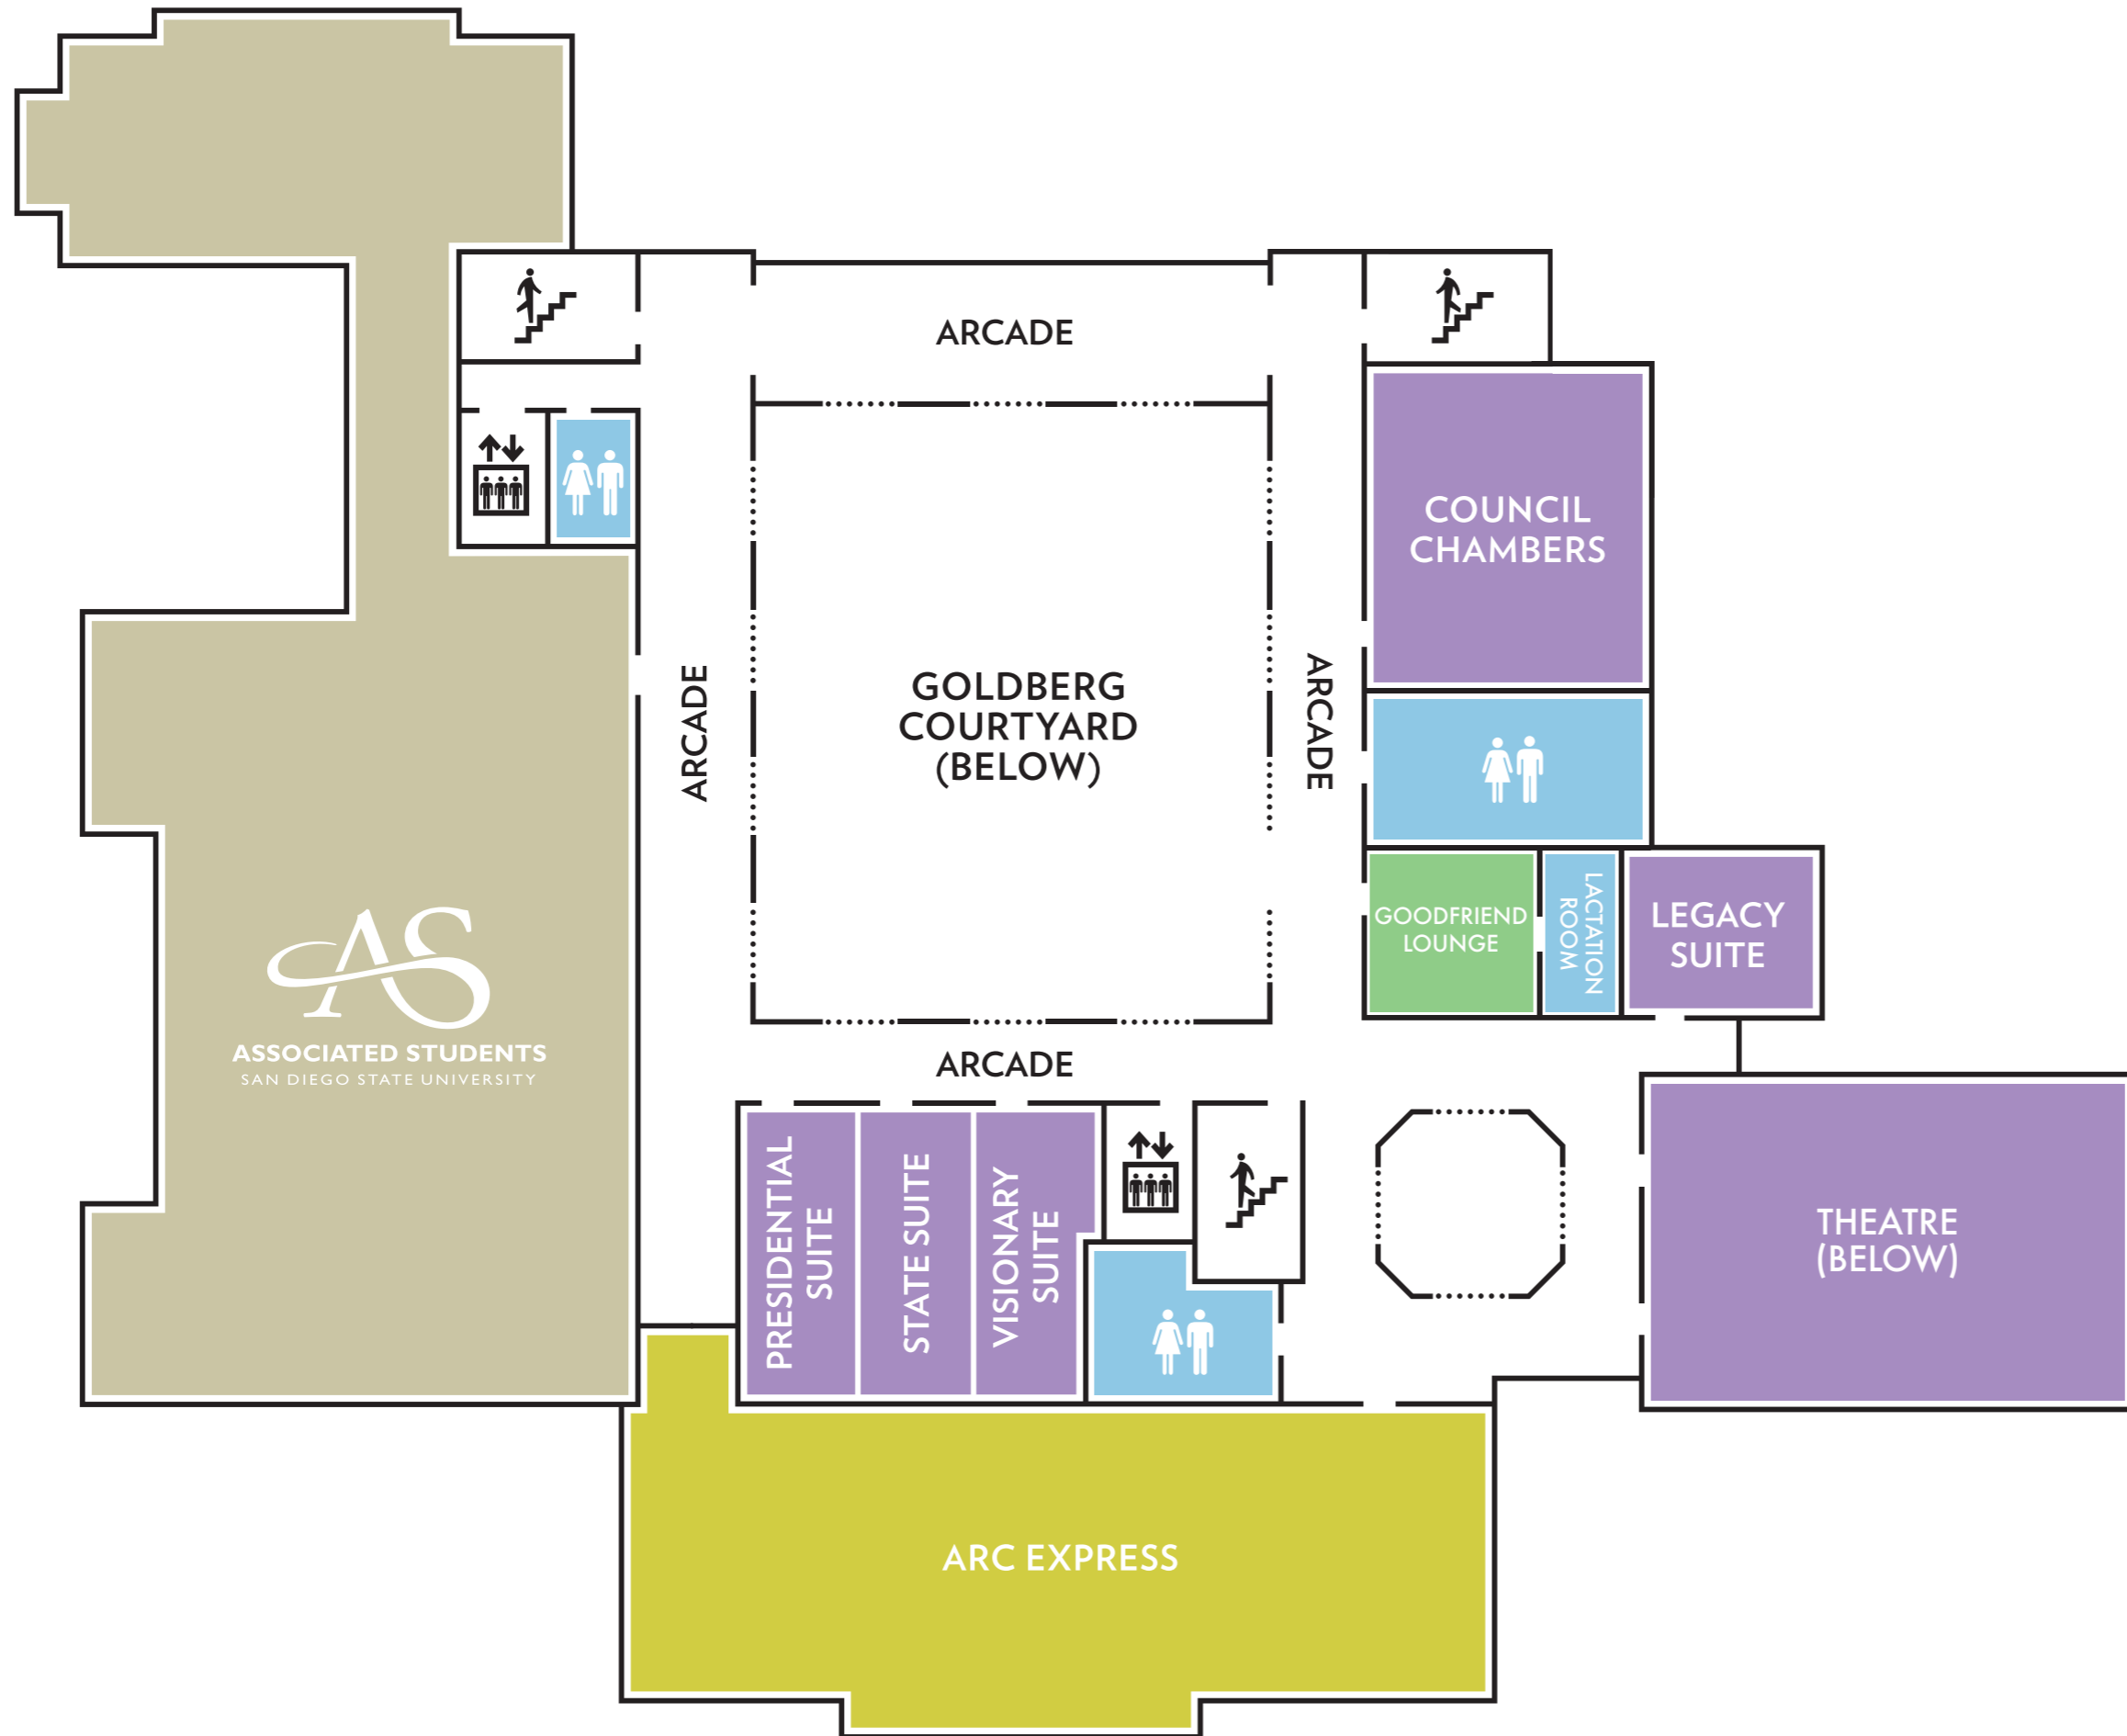 ARCADE
COUNCIL
CHAMBERS
GOLDBERG
COURTYARD
(BELOW)
ARCADE
ARCADE
GOODFRIEND
LOUNGE
LACTATION
ROOM
LEGACY
SUITE
AS
ASSOCIATED STUDENTS
SAN DIEGO STATE UNIVERSITY
ARCADE
PRESIDENTIAL
SUITE
STATE SUITE
VISIONARY
SUITE
THEATRE
(BELOW)
ARC EXPRESS